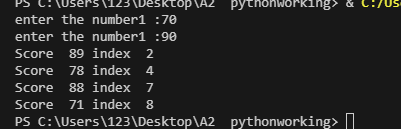 PS C:\Users\123\Desktop\A2  pythonworking> & C:/Us
enter the number1 :70
enter the number1 :90
Score  89 index  2
Score  78 index  4
Score  88 index  7
Score  71 index  8
PS C:\Users\123\Desktop\A2  pythonworking>